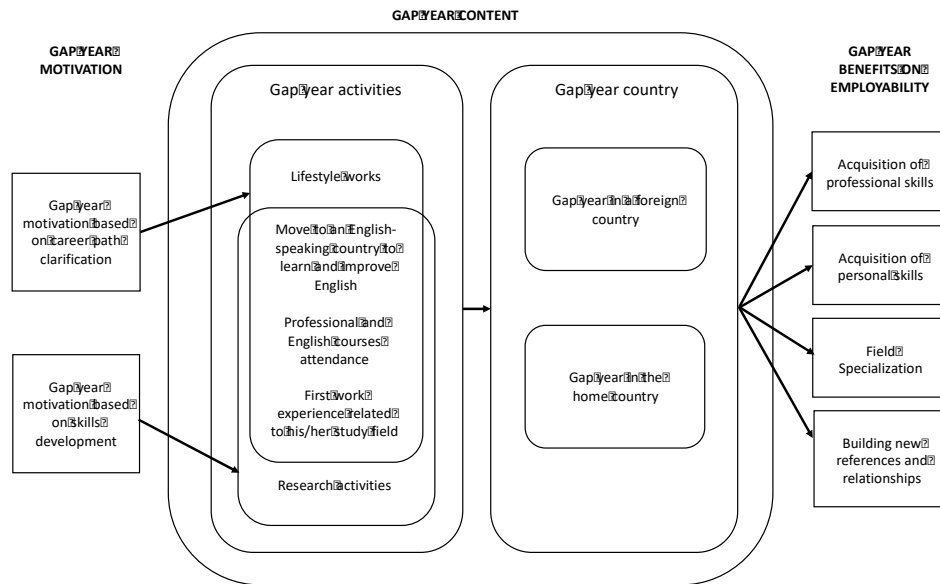 GAP YEAR CONTENT
GAP YEAR
MOTIVATION
GAP YEAR
BENEFITS ON
EMPLOYABILITY
Gap year activities
Gap year country
Lifestyle works
Gap year
motivation based
on career path
clarification
Move to an English-
speaking country to
learn and improve
English
Professional and
English courses
attendance
First work
experience related
to his/her study field
Research activities
Gap year
motivation based
on skills
development
Gap year in a foreign
country
Gap year in the
home country
Acquisition of
professional skills
Acquisition of
personal skills
Field
Specialization
Building new
references and
relationships